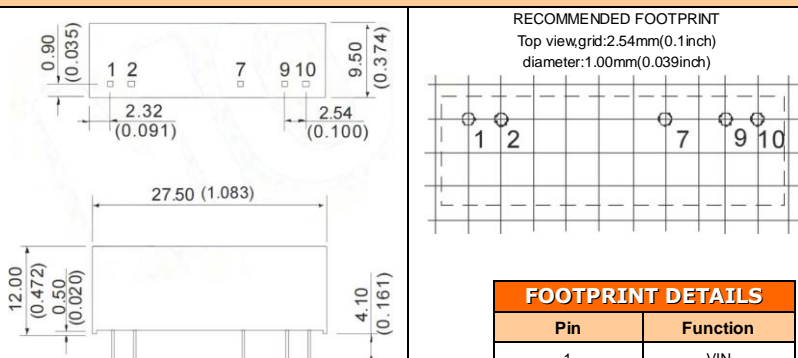 RECOMMENDED FOOTPRINT
Top view,grid:2.54mm(0.1inch)
diameter:1.00mm(0.039inch)
0.90
(0.035)
1 2 7 9 10
9.50
(0.374)
2.32
(0.091)
2.54
(0.100)
1 2 7 9 10
27.50 (1.083)
12.00
(0.472)
0.50
(0.020)
4.10
(0.161)
FOOTPRINT DETAILS
Pin Function
1 VIN